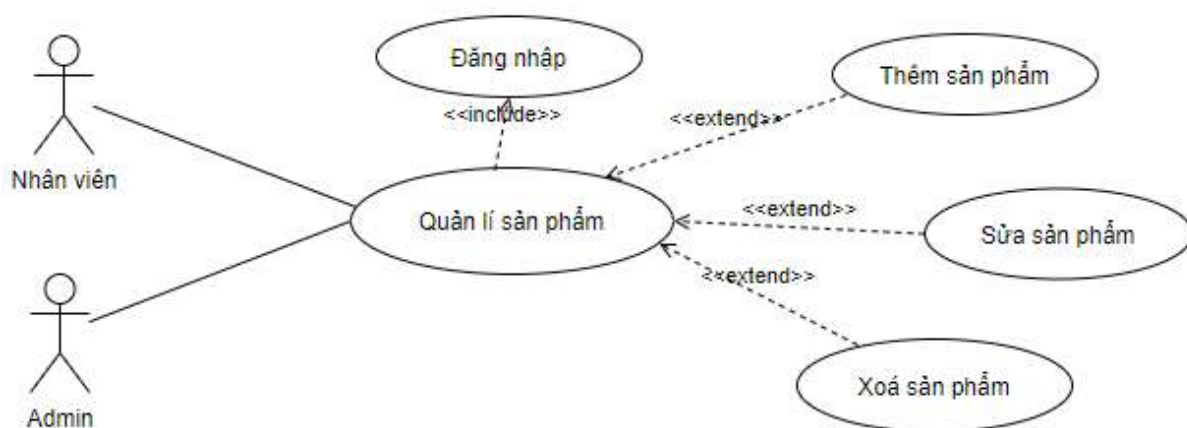 Đăng nhập
<<include>>
Thêm sản phẩm
<<extend>>
Nhân viên
Quản lí sản phẩm
<<extend>>
Sửa sản phẩm
<<extend>>
Xoá sản phẩm
Admin